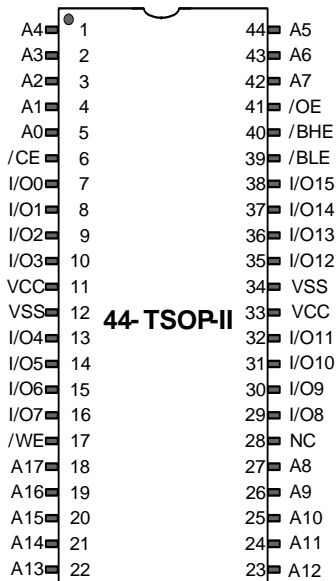 A4 1 44 A5
A3 2 43 A6
A2 3 42 A7
A1 4 41 /OE
A0 5 40 /BHE
/CE 6 39 /BLE
I/O0 7 38 I/O15
I/O1 8 37 I/O14
I/O2 9 36 I/O13
I/O3 10 35 I/O12
VCC 11 34 VSS
VSS 12 33 VCC
44-TSOP-II
I/O4 13 32 I/O11
I/O5 14 31 I/O10
I/O6 15 30 I/O9
I/O7 16 29 I/O8
/WE 17 28 NC
A17 18 27 A8
A16 19 26 A9
A15 20 25 A10
A14 21 24 A11
A13 22 23 A12